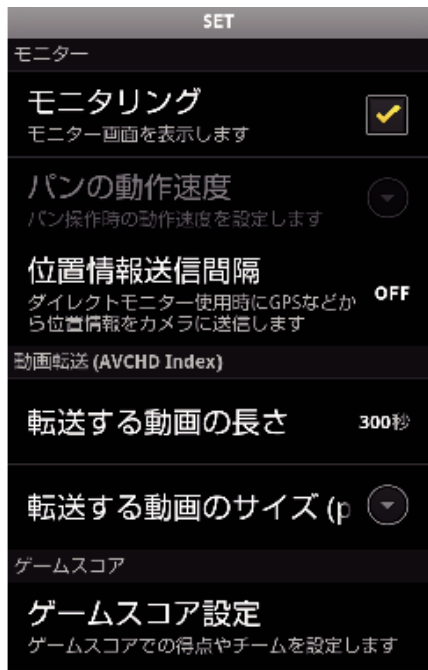 SET
モニター
モニタリング
モニター画面を表示します
パンの動作速度
パン操作時の動作速度を設定します
位置情報送信間隔
OFF
ダイレクトモニター使用時にGPSなどか
ら位置情報をカメラに送信します
動画転送 (AVCHD Index)
転送する動画の長さ
300秒
転送する動画のサイズ (p
ゲームスコア
ゲームスコア設定
ゲームスコアでの得点やチームを設定します